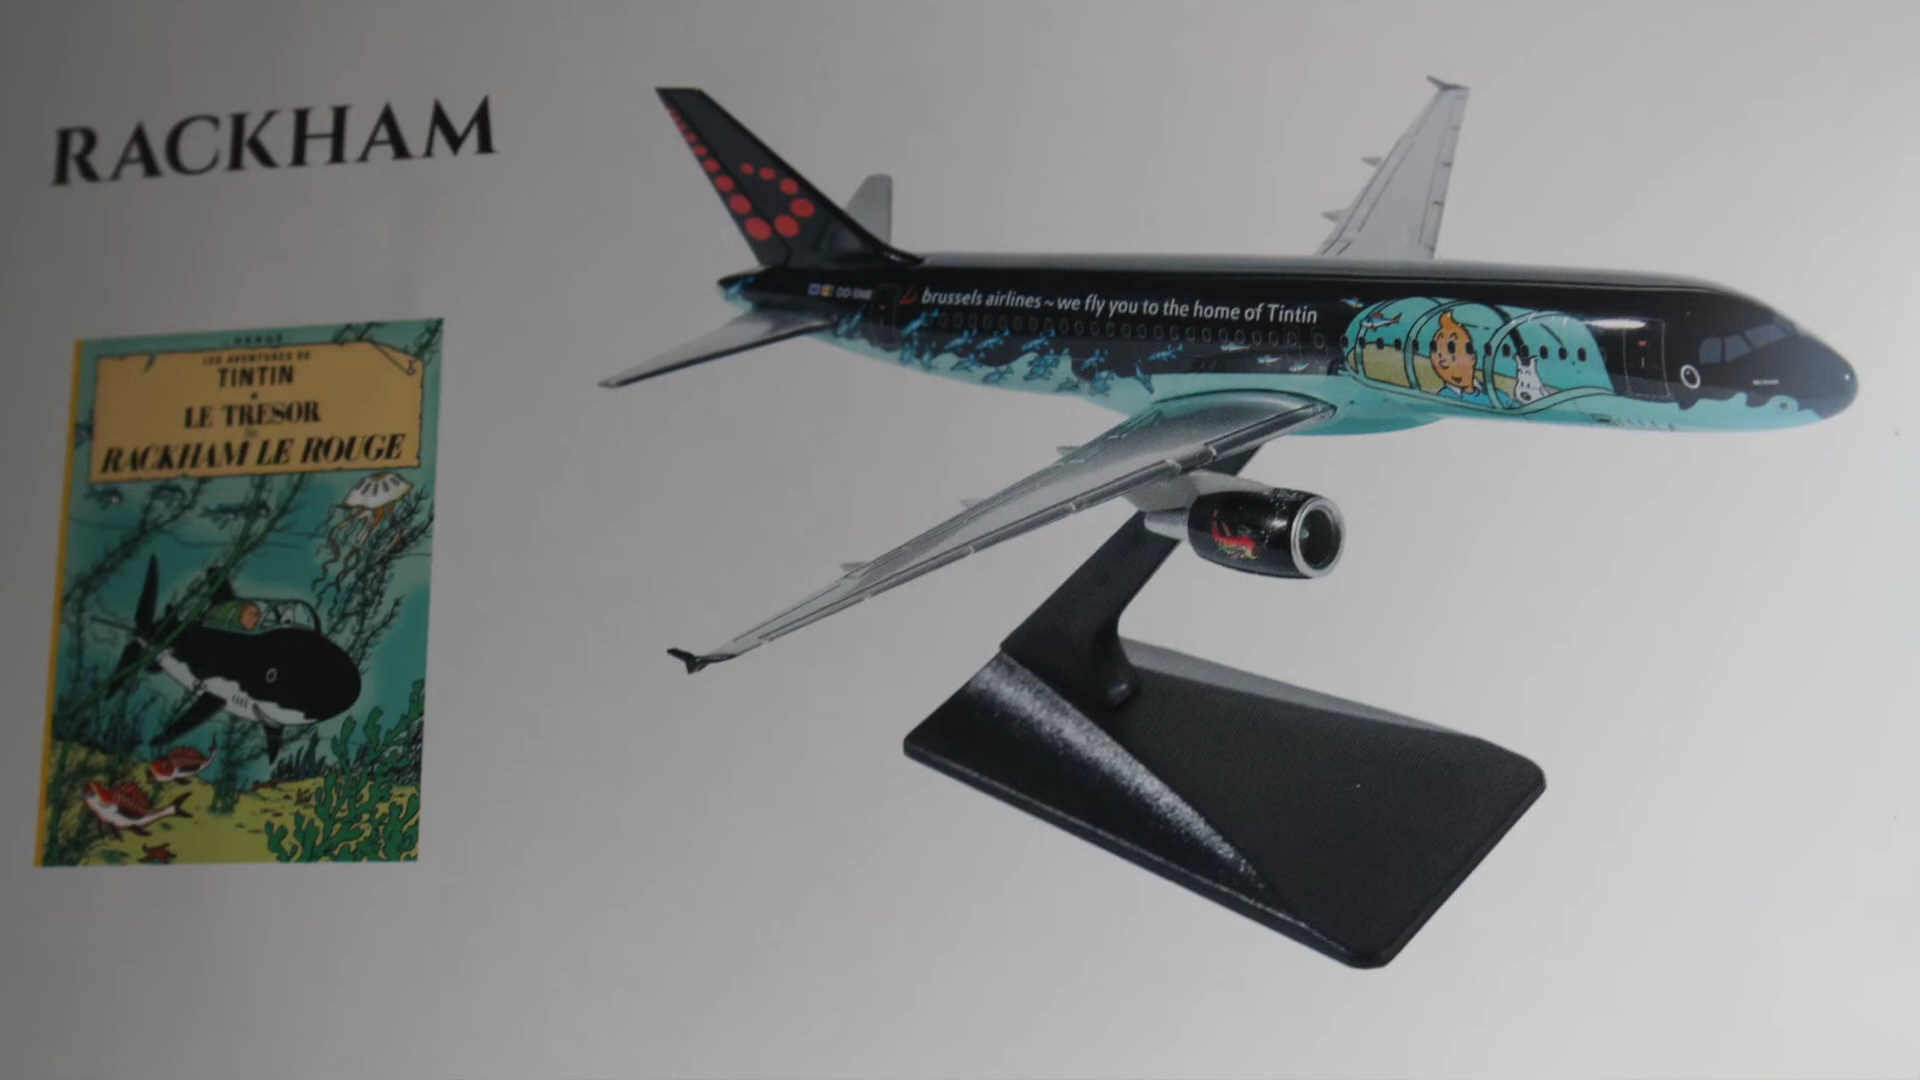 RACKHAM
HERGÉ
LES AVENTURES DE
TINTIN
LE TRESOR
DE
RACKHAM LE ROUGE
brussels airlines ~ we fly you to the home of Tintin